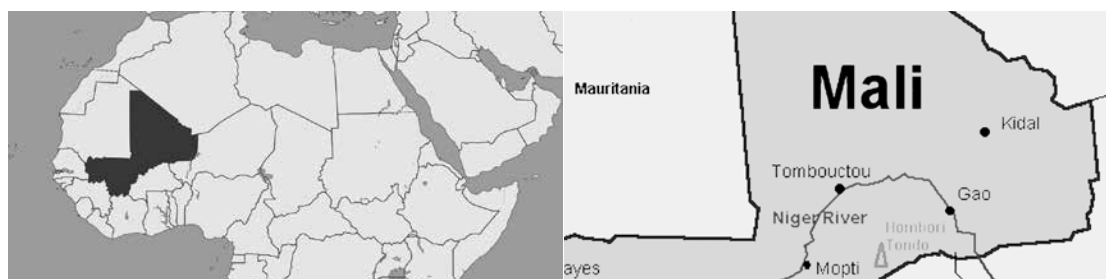 Mali
Mauritania
Kidal
Tombouctou
Gao
Niger River
Hombori
Tondo
ayes
Mopti